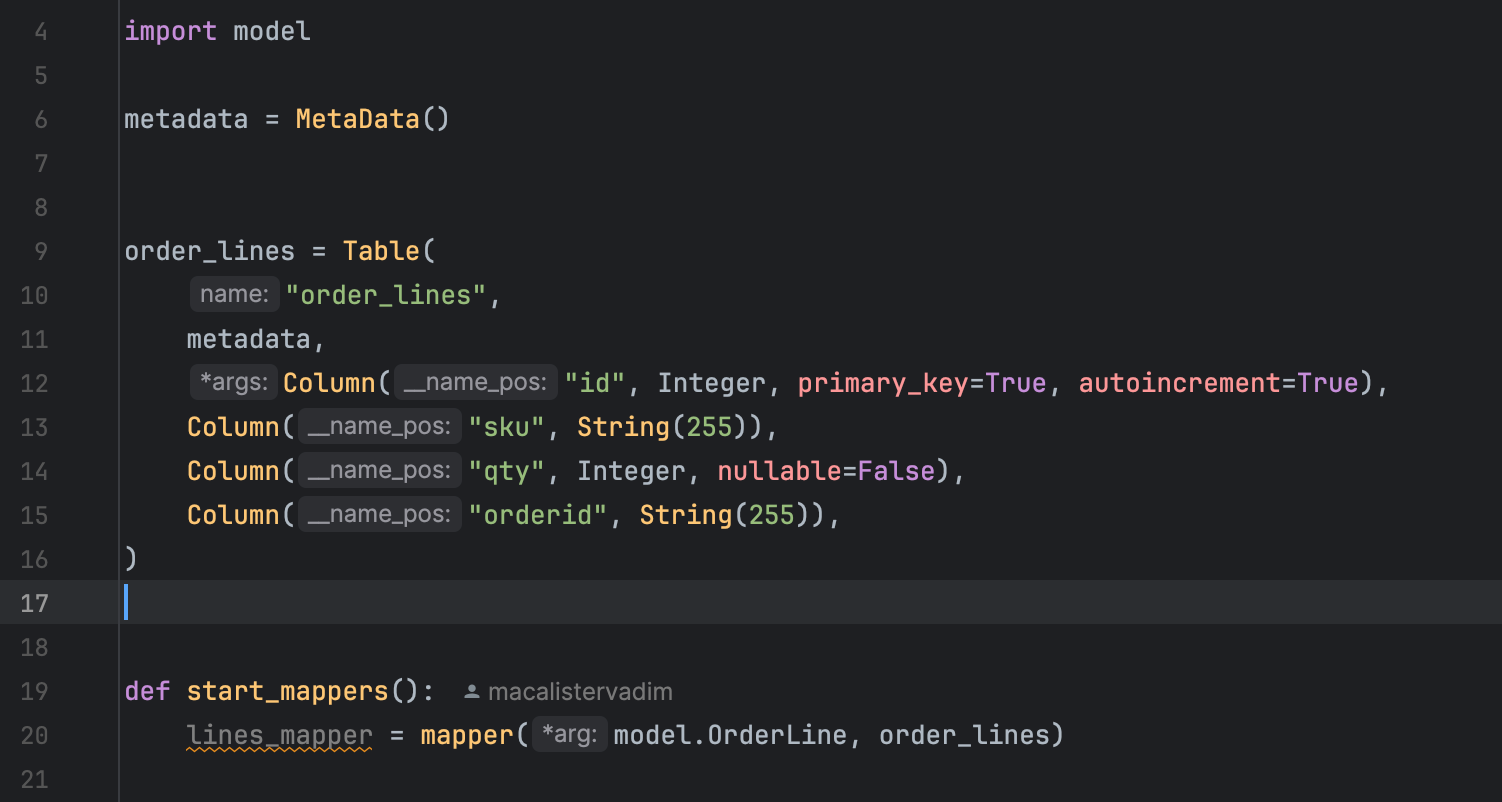 4 import model
5
6 metadata = MetaData()
7
8
9 order_lines = Table(
10 name: "order_lines",
11 metadata,
12 *args: Column( __name_pos: "id", Integer, primary_key=True, autoincrement=True),
13 Column( __name_pos: "sku", String(255)),
14 Column( __name_pos: "qty", Integer, nullable=False),
15 Column( __name_pos: "orderid", String(255)),
16 )
17
18
19 def start_mappers(): macalistervadim
20 lines_mapper = mapper( *arg: model.OrderLine, order_lines)
21